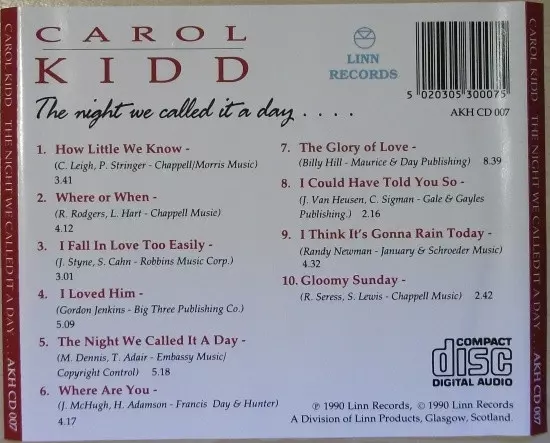 CAROL
KIDD
The night we called it a day . . . .
LINN
RECORDS
5 020305 300075
AKH CD 007
1. How Little We Know -
(C. Leigh, P. Stringer - Chappell/Morris Music)
3.41
2. Where or When -
(R. Rodgers, L. Hart - Chappell Music)
4.12
3. I Fall In Love Too Easily -
(J. Styne, S. Cahn - Robbins Music Corp.)
3.01
4. I Loved Him -
(Gordon Jenkins - Big Three Publishing Co.)
5.09
5. The Night We Called It A Day -
(M. Dennis, T. Adair - Embassy Music/
Copyright Control) 5.18
6. Where Are You -
(J. McHugh, H. Adamson - Francis Day & Hunter)
4.17
7. The Glory of Love -
(Billy Hill - Maurice & Day Publishing) 8.39
8. I Could Have Told You So -
(J. Van Heusen, C. Sigman - Gale & Gayles
Publishing.) 2.16
9. I Think It's Gonna Rain Today -
(Randy Newman - January & Schroeder Music)
4.32
10. Gloomy Sunday -
(R. Seress, S. Lewis - Chappell Music) 2.42
COMPACT
disc
DIGITAL AUDIO
℗ 1990 Linn Records, © 1990 Linn Records
A Division of Linn Products, Glasgow, Scotland.
CAROL KIDD THE NIGHT WE CALLED IT A DAY . . . AKH CD 007
CAROL KIDD THE NIGHT WE CALLED IT A DAY . . . AKH CD 007